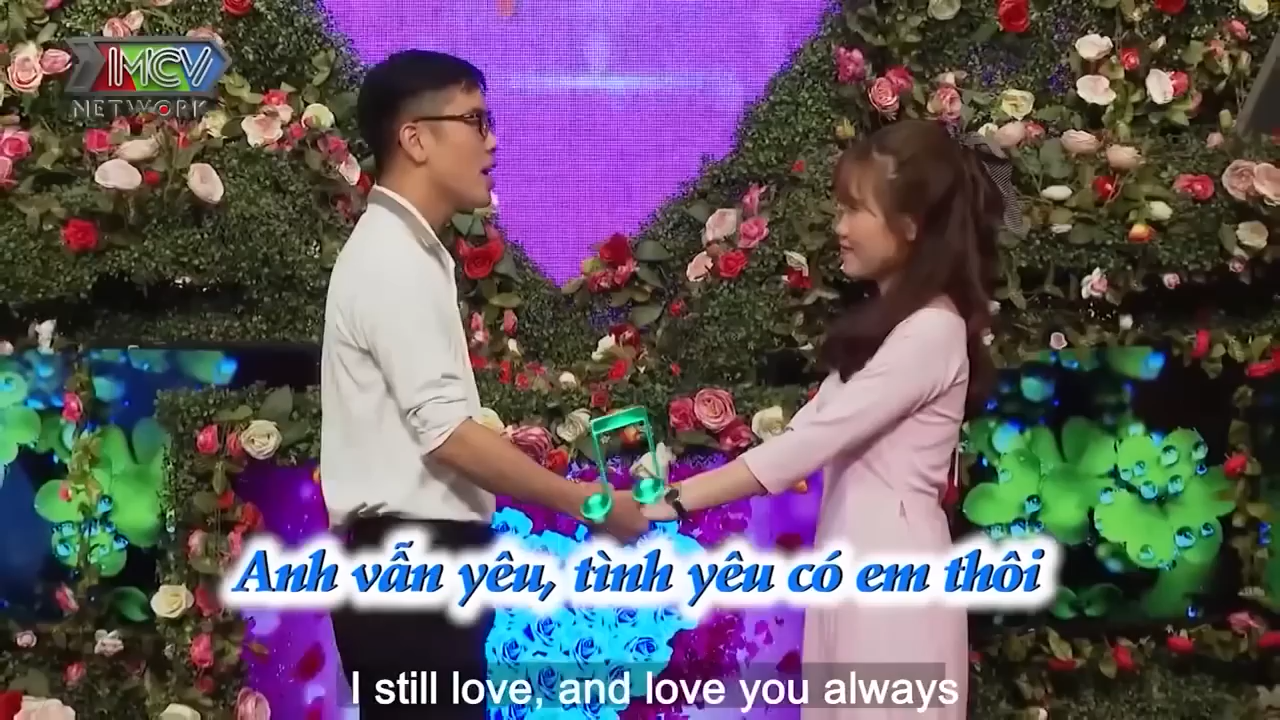 MCV
NETWORK
Anh vẫn yêu, tình yêu có em thôi
I still love, and love you always